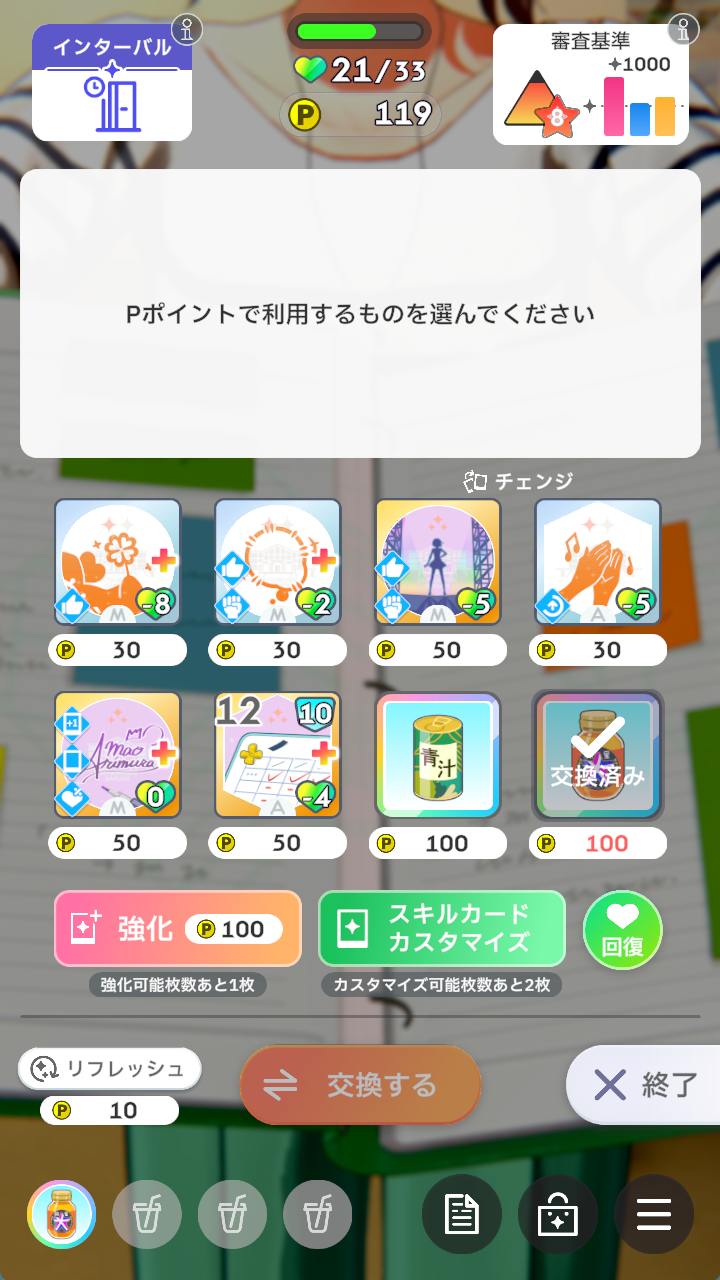 インターバル
21/33
P 119
審査基準
1000
8
Pポイントで利用するものを選んでください
チェンジ
-8
M
-2
M
-5
M
-5
A
P 30
P 30
P 50
P 30
+1
Mao
Arimura
0
M
12
10
-4
A
青汁
交換済み
P 50
P 50
P 100
P 100
強化 P 100
スキルカード
カスタマイズ
回復
強化可能枚数あと1枚
カスタマイズ可能枚数あと2枚
リフレッシュ
P 10
交換する
終了